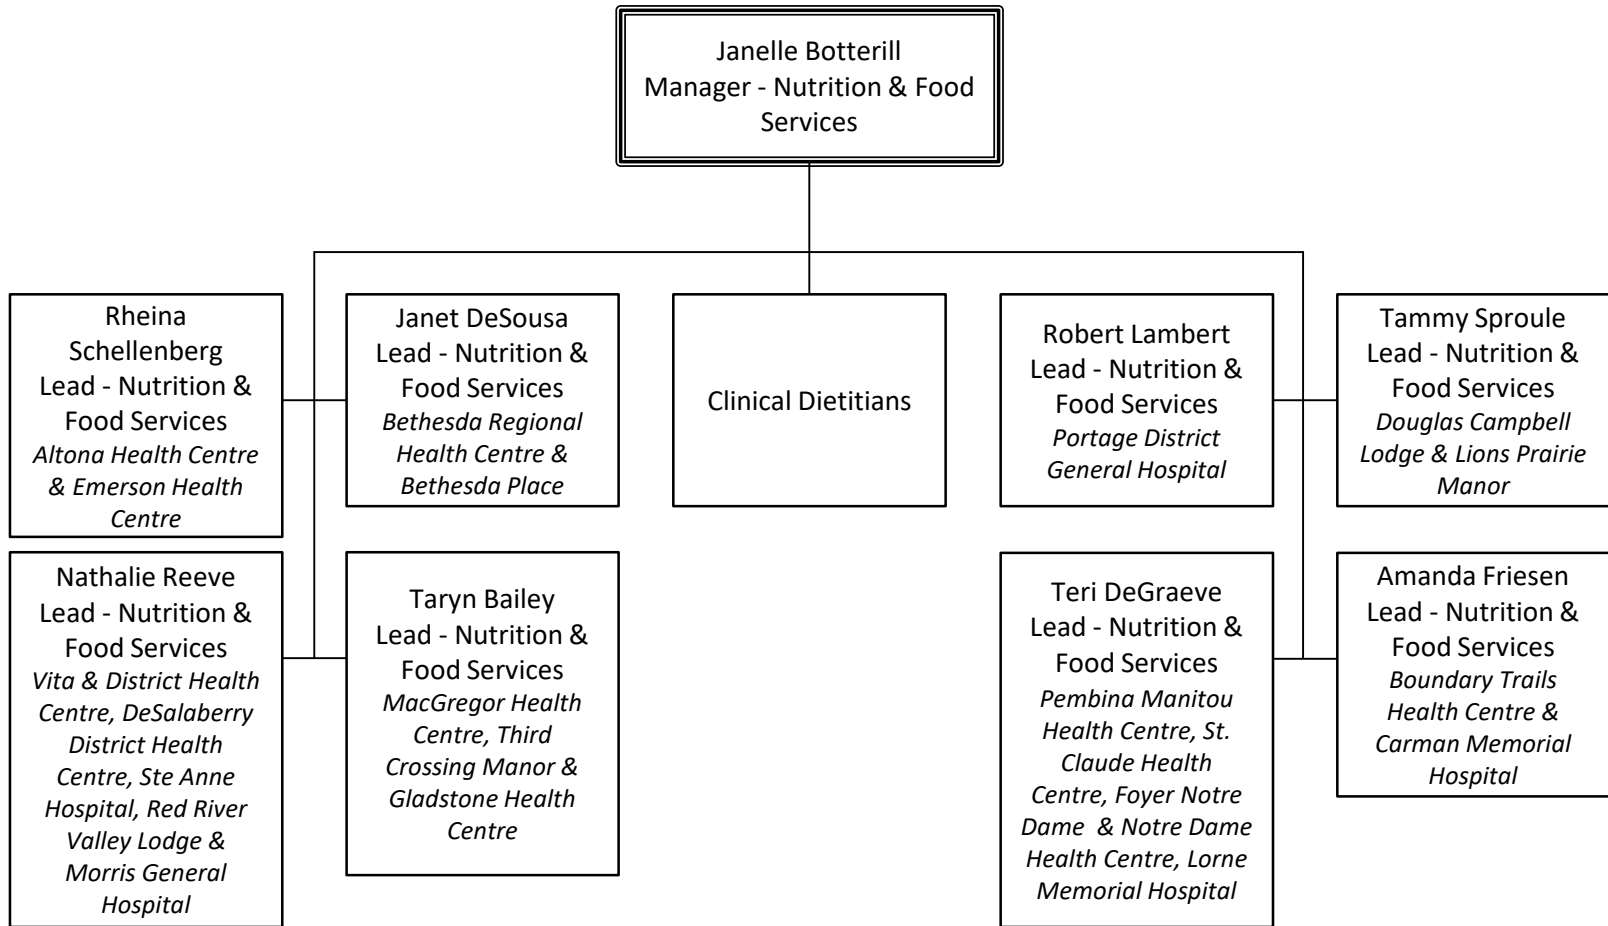 Janelle Botterill
Manager - Nutrition & Food
Services
Rheina
Schellenberg
Lead - Nutrition &
Food Services
Altona Health Centre
& Emerson Health
Centre
Janet DeSousa
Lead - Nutrition &
Food Services
Bethesda Regional
Health Centre &
Bethesda Place
Clinical Dietitians
Robert Lambert
Lead - Nutrition &
Food Services
Portage District
General Hospital
Tammy Sproule
Lead - Nutrition &
Food Services
Douglas Campbell
Lodge & Lions Prairie
Manor
Nathalie Reeve
Lead - Nutrition &
Food Services
Vita & District Health
Centre, DeSalaberry
District Health
Centre, Ste Anne
Hospital, Red River
Valley Lodge &
Morris General
Hospital
Taryn Bailey
Lead - Nutrition &
Food Services
MacGregor Health
Centre, Third
Crossing Manor &
Gladstone Health
Centre
Teri DeGraeve
Lead - Nutrition &
Food Services
Pembina Manitou
Health Centre, St.
Claude Health
Centre, Foyer Notre
Dame & Notre Dame
Health Centre, Lorne
Memorial Hospital
Amanda Friesen
Lead - Nutrition &
Food Services
Boundary Trails
Health Centre &
Carman Memorial
Hospital